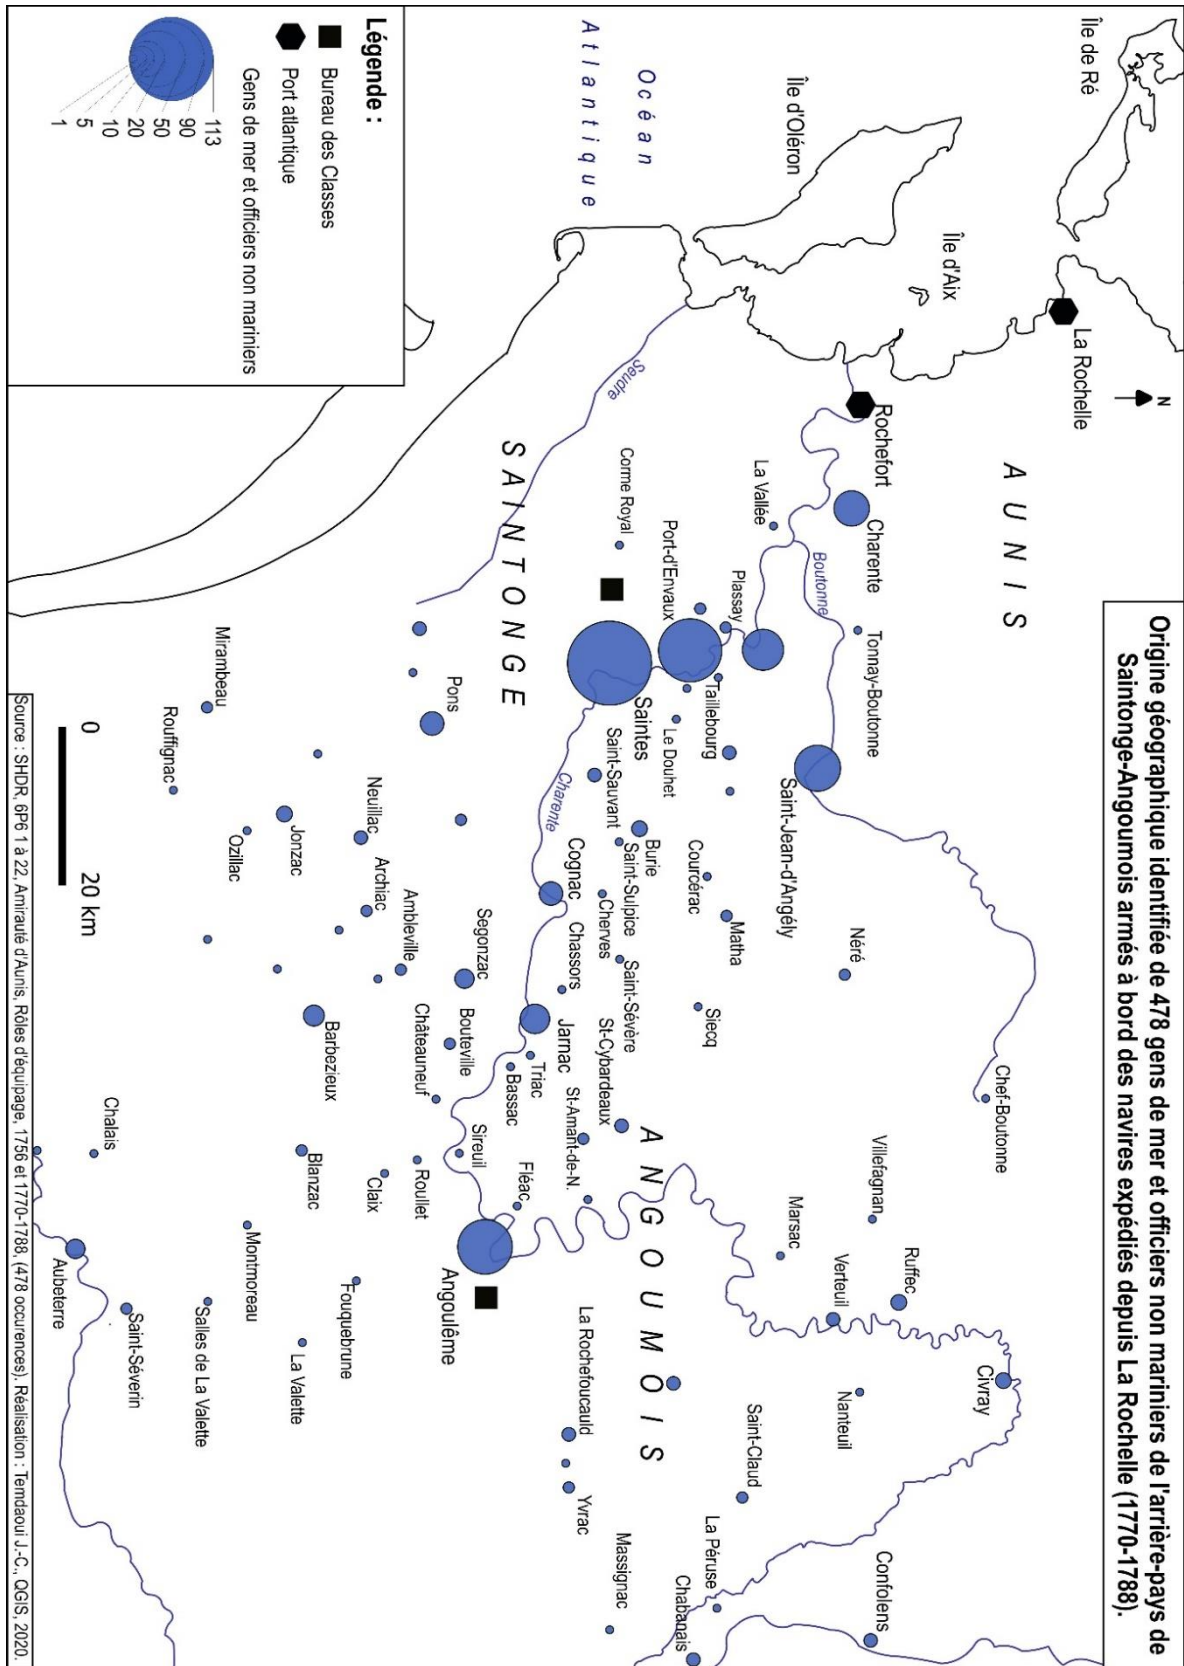 Origine géographique identifiée de 478 gens de mer et officiers non mariniers de l'arrière-pays de
Saintonge-Angoumois armés à bord des navires expédiés depuis La Rochelle (1770-1788).
N
Île de Ré
La Rochelle
AUNIS
Île d'Aix
Île d'Oléron
Océan
Atlantique
Rochefort
Charente
Tonnay-Boutonne
Boutonne
La Vallée
Saint-Jean-d'Angély
Néré
Chef-Boutonne
Villefagnan
Ruffec
Civray
Verteuil
Nanteuil
Marsac
Confolens
Saint-Claud
La Péruse
Chabanais
Massignac
Plassay
Port-d'Envaux
Taillebourg
Le Douhet
Corme Royal
Saintes
Saint-Sauvant
Burie
Saint-Sulpice
Cherves
Courcérac
Matha
Siecq
Saint-Sévère
St-Cybardeaux
St-Amant-de-N.
ANGOUMOIS
La Rochefoucauld
Yvrac
Seudre
SAINTONGE
Charente
Cognac
Chassors
Jarnac
Triac
Bassac
Fléac
Sireuil
Angoulême
Pons
Segonzac
Bouteville
Châteauneuf
Roullet
Claix
Fouquebrune
La Valette
Ambleville
Archiac
Neuillac
Jonzac
Barbezieux
Blanzac
Montmoreau
Salles de La Valette
Saint-Séverin
Aubeterre
Chalais
Ozillac
Rouffignac
Mirambeau
Légende :
Bureau des Classes
Port atlantique
Gens de mer et officiers non mariniers
113
90
50
20
10
5
1
0 20 km
Source : SHDR, 6P6 1 à 22, Amirauté d'Aunis, Rôles d'équipage, 1756 et 1770-1788, (478 occurences). Réalisation : Temdaoui J.-C., QGIS, 2020.